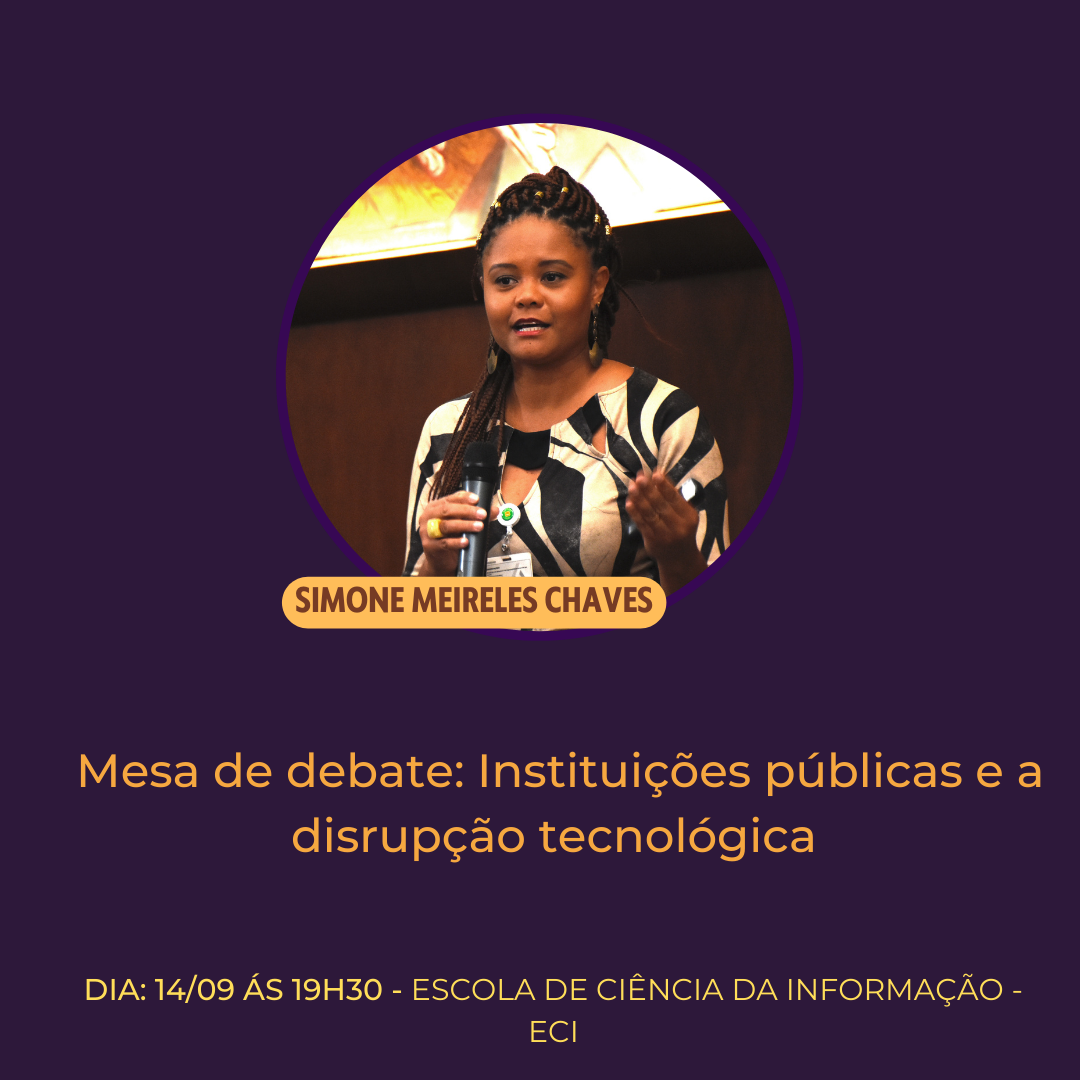 SIMONE MEIRELES CHAVES
Mesa de debate: Instituições públicas e a
disrupção tecnológica
DIA: 14/09 ÁS 19H30 - ESCOLA DE CIÊNCIA DA INFORMAÇÃO -
ECI